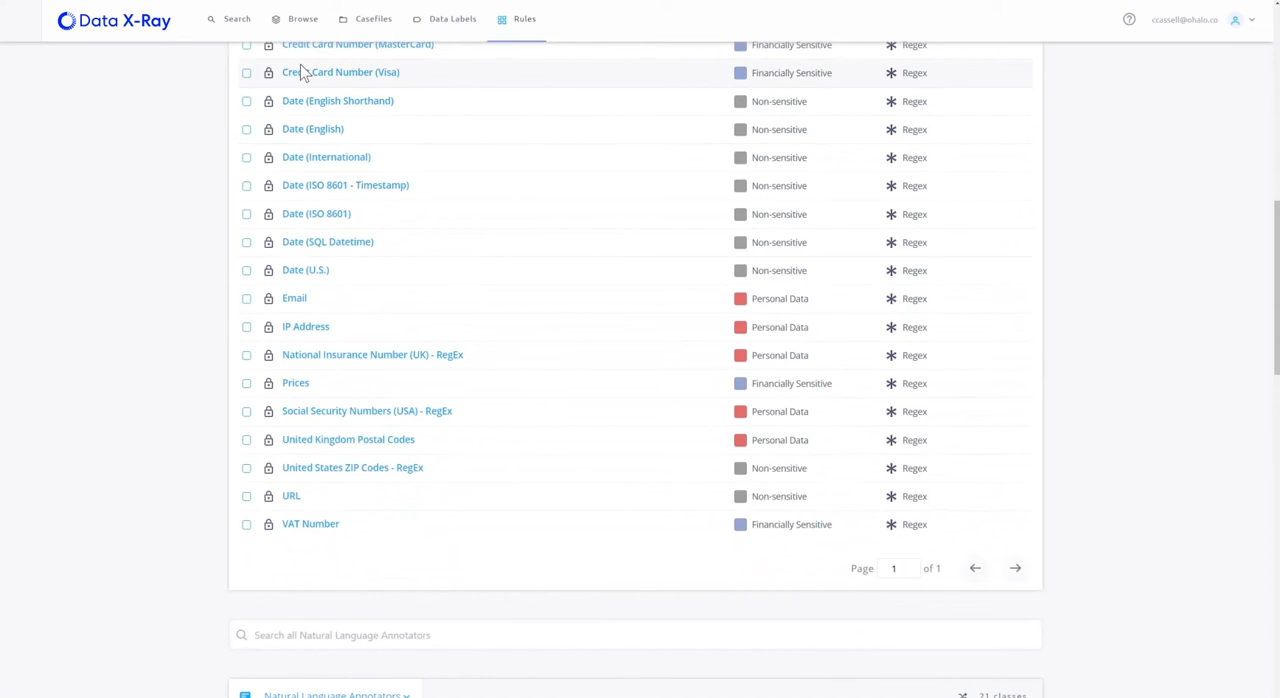 Data X-Ray Search Browse Casefiles Data Labels Rules ccassell@ohalo.co
Credit Card Number (MasterCard) Financially Sensitive Regex
Credit Card Number (Visa) Financially Sensitive Regex
Date (English Shorthand) Non-sensitive Regex
Date (English) Non-sensitive Regex
Date (International) Non-sensitive Regex
Date (ISO 8601 - Timestamp) Non-sensitive Regex
Date (ISO 8601) Non-sensitive Regex
Date (SQL Datetime) Non-sensitive Regex
Date (U.S.) Non-sensitive Regex
Email Personal Data Regex
IP Address Personal Data Regex
National Insurance Number (UK) - RegEx Personal Data Regex
Prices Financially Sensitive Regex
Social Security Numbers (USA) - RegEx Personal Data Regex
United Kingdom Postal Codes Personal Data Regex
United States ZIP Codes - RegEx Non-sensitive Regex
URL Non-sensitive Regex
VAT Number Financially Sensitive Regex
Page 1 of 1
Search all Natural Language Annotators
Natural Language Annotators 21 classes